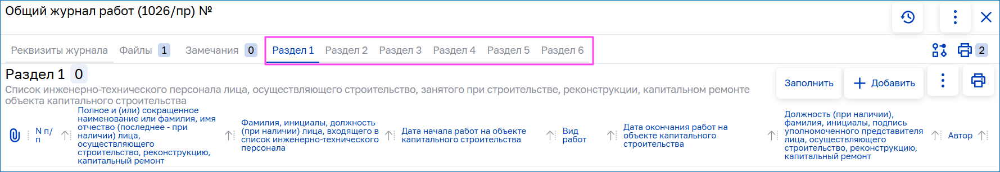 Общий журнал работ (1026/пр) №
Реквизиты журнала Файлы 1 Замечания 0 Раздел 1 Раздел 2 Раздел 3 Раздел 4 Раздел 5 Раздел 6 2
Раздел 1 0
Список инженерно-технического персонала лица, осуществляющего строительство, занятого при строительстве, реконструкции, капитальном ремонте
объекта капитального строительства
Заполнить + Добавить
N п/
п
Полное и (или) сокращенное
наименование или фамилия, имя
отчество (последнее - при
наличии) лица,
осуществляющего
строительство, реконструкцию,
капитальный ремонт
Фамилия, инициалы, должность
(при наличии) лица, входящего в
список инженерно-технического
персонала
Дата начала работ на объекте
капитального строительства
Вид
работ
Дата окончания работ на
объекте капитального
строительства
Должность (при наличии),
фамилия, инициалы, подпись
уполномоченного представителя
лица, осуществляющего
строительство, реконструкцию,
капитальный ремонт
Автор